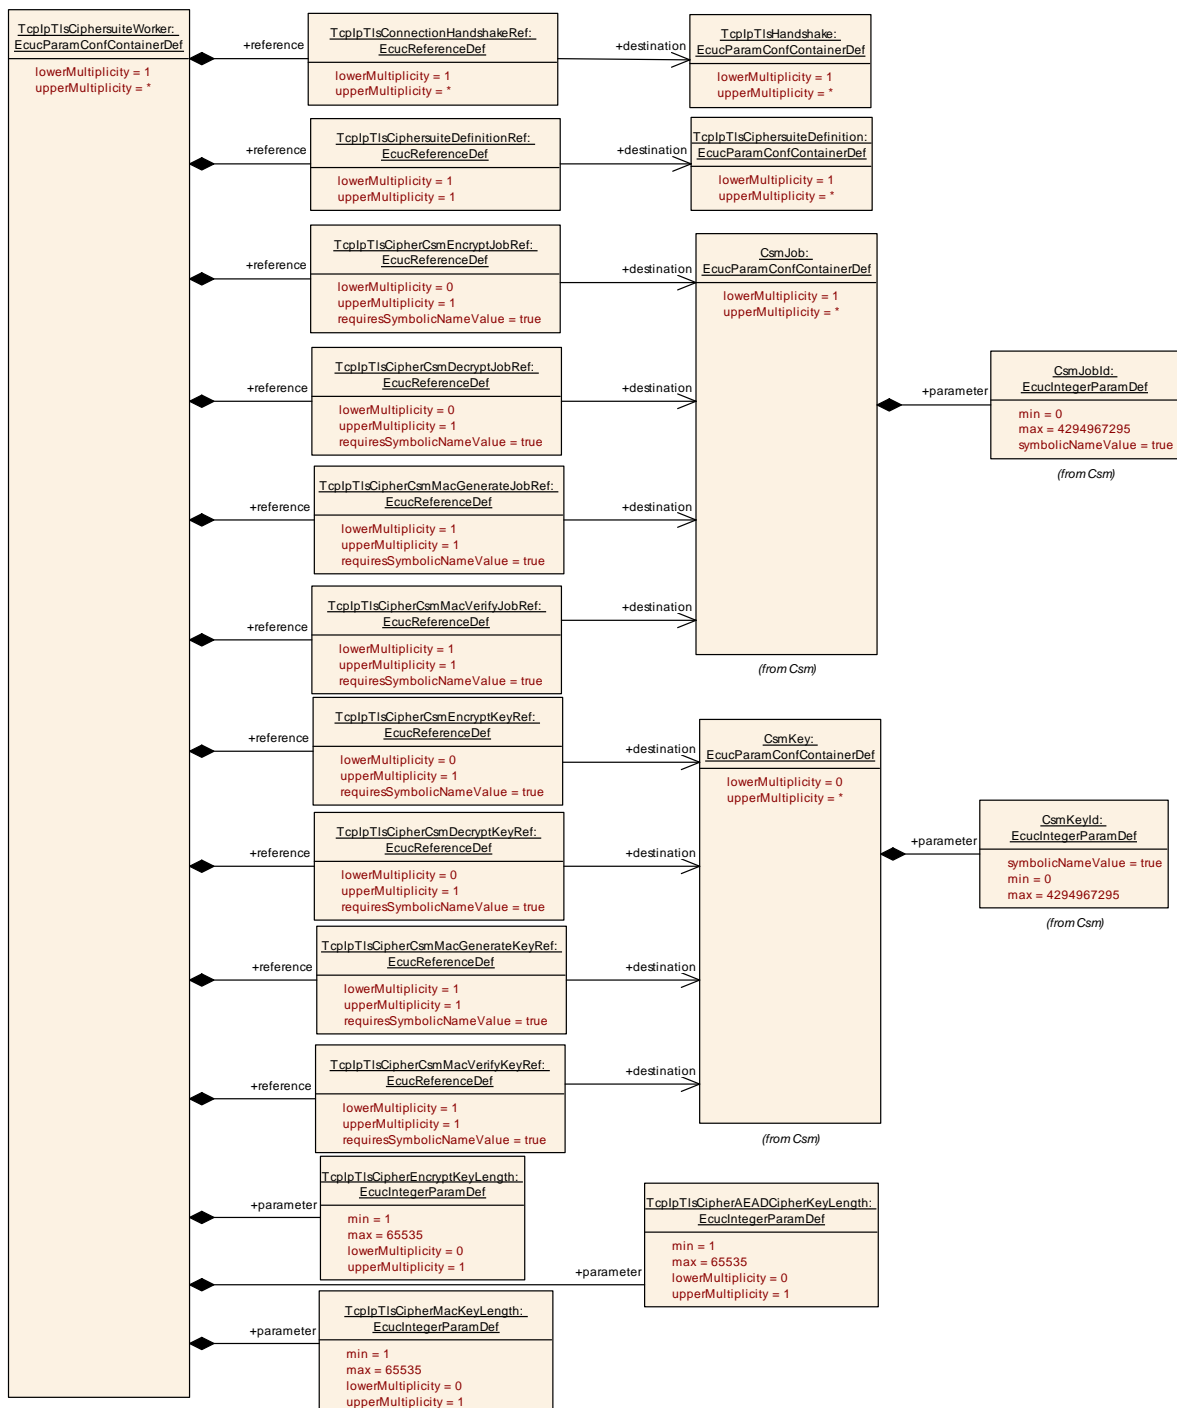 TcpIpTlsCiphersuiteWorker:
EcucParamConfContainerDef
lowerMultiplicity = 1
upperMultiplicity = *
+reference
TcpIpTlsConnectionHandshakeRef:
EcucReferenceDef
lowerMultiplicity = 1
upperMultiplicity = *
+destination
TcpIpTlsHandshake:
EcucParamConfContainerDef
lowerMultiplicity = 1
upperMultiplicity = *
+reference
TcpIpTlsCiphersuiteDefinitionRef:
EcucReferenceDef
lowerMultiplicity = 1
upperMultiplicity = 1
+destination
TcpIpTlsCiphersuiteDefinition:
EcucParamConfContainerDef
lowerMultiplicity = 1
upperMultiplicity = *
+reference
TcpIpTlsCipherCsmEncryptJobRef:
EcucReferenceDef
lowerMultiplicity = 0
upperMultiplicity = 1
requiresSymbolicNameValue = true
+destination
CsmJob:
EcucParamConfContainerDef
lowerMultiplicity = 1
upperMultiplicity = *
+reference
TcpIpTlsCipherCsmDecryptJobRef:
EcucReferenceDef
lowerMultiplicity = 0
upperMultiplicity = 1
requiresSymbolicNameValue = true
+destination
+parameter
CsmJobId:
EcucIntegerParamDef
min = 0
max = 4294967295
symbolicNameValue = true
(from Csm)
+reference
TcpIpTlsCipherCsmMacGenerateJobRef:
EcucReferenceDef
lowerMultiplicity = 1
upperMultiplicity = 1
requiresSymbolicNameValue = true
+destination
+reference
TcpIpTlsCipherCsmMacVerifyJobRef:
EcucReferenceDef
lowerMultiplicity = 1
upperMultiplicity = 1
requiresSymbolicNameValue = true
+destination
(from Csm)
+reference
TcpIpTlsCipherCsmEncryptKeyRef:
EcucReferenceDef
lowerMultiplicity = 0
upperMultiplicity = 1
requiresSymbolicNameValue = true
+destination
CsmKey:
EcucParamConfContainerDef
lowerMultiplicity = 0
upperMultiplicity = *
+reference
TcpIpTlsCipherCsmDecryptKeyRef:
EcucReferenceDef
lowerMultiplicity = 0
upperMultiplicity = 1
requiresSymbolicNameValue = true
+destination
+parameter
CsmKeyId:
EcucIntegerParamDef
symbolicNameValue = true
min = 0
max = 4294967295
(from Csm)
+reference
TcpIpTlsCipherCsmMacGenerateKeyRef:
EcucReferenceDef
lowerMultiplicity = 1
upperMultiplicity = 1
requiresSymbolicNameValue = true
+destination
+reference
TcpIpTlsCipherCsmMacVerifyKeyRef:
EcucReferenceDef
lowerMultiplicity = 1
upperMultiplicity = 1
requiresSymbolicNameValue = true
+destination
(from Csm)
+parameter
TcpIpTlsCipherEncryptKeyLength:
EcucIntegerParamDef
min = 1
max = 65535
lowerMultiplicity = 0
upperMultiplicity = 1
+parameter
TcpIpTlsCipherAEADCipherKeyLength:
EcucIntegerParamDef
min = 1
max = 65535
lowerMultiplicity = 0
upperMultiplicity = 1
+parameter
TcpIpTlsCipherMacKeyLength:
EcucIntegerParamDef
min = 1
max = 65535
lowerMultiplicity = 0
upperMultiplicity = 1